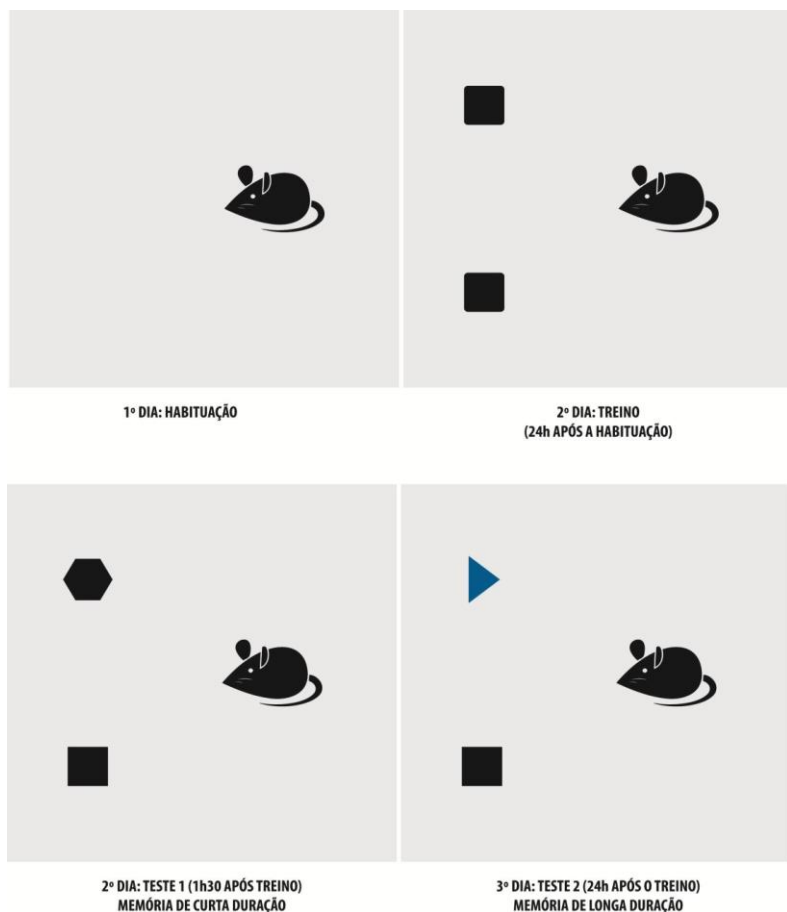 1º DIA: HABITUAÇÃO
2º DIA: TREINO
(24h APÓS A HABITUAÇÃO)
2º DIA: TESTE 1 (1h30 APÓS TREINO)
MEMÓRIA DE CURTA DURAÇÃO
3º DIA: TESTE 2 (24h APÓS O TREINO)
MEMÓRIA DE LONGA DURAÇÃO